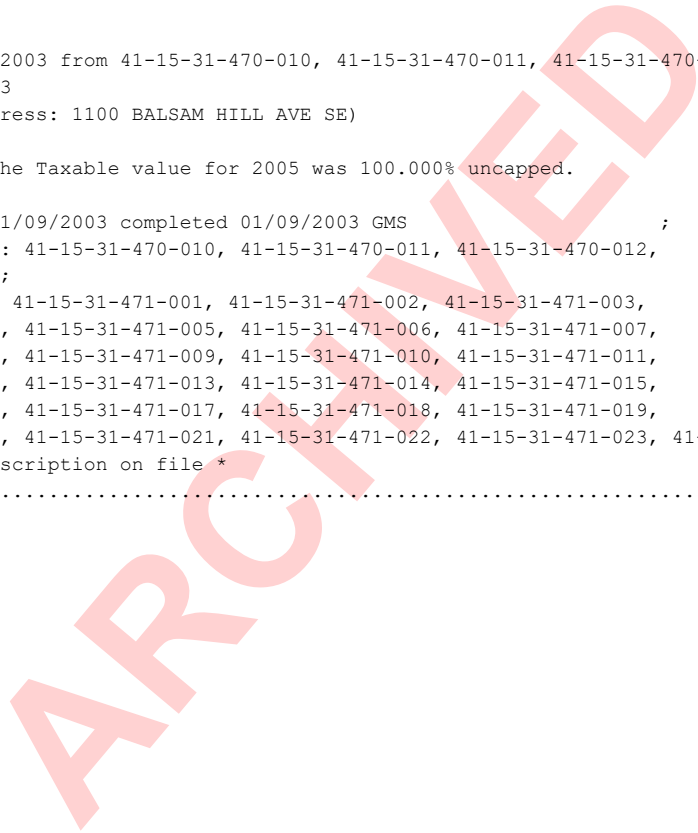 2003 from 41-15-31-470-010, 41-15-31-470-011, 41-15-31-470-
3
ress: 1100 BALSAM HILL AVE SE)
he Taxable value for 2005 was 100.000% uncapped.
1/09/2003 completed 01/09/2003 GMS ;
: 41-15-31-470-010, 41-15-31-470-011, 41-15-31-470-012,
;
41-15-31-471-001, 41-15-31-471-002, 41-15-31-471-003,
, 41-15-31-471-005, 41-15-31-471-006, 41-15-31-471-007,
, 41-15-31-471-009, 41-15-31-471-010, 41-15-31-471-011,
, 41-15-31-471-013, 41-15-31-471-014, 41-15-31-471-015,
, 41-15-31-471-017, 41-15-31-471-018, 41-15-31-471-019,
, 41-15-31-471-021, 41-15-31-471-022, 41-15-31-471-023, 41-
scription on file *
.........................................................
ARCHIVED